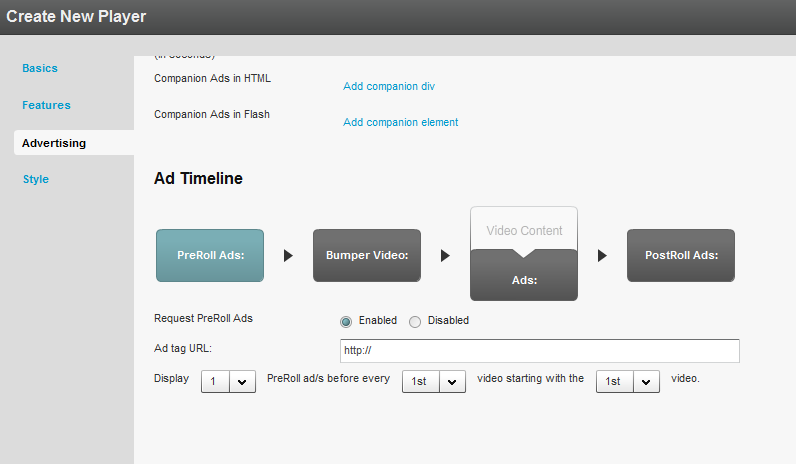 Create New Player
Basics
Features
Advertising
Style
(in seconds)
Companion Ads in HTML
Add companion div
Companion Ads in Flash
Add companion element
Ad Timeline
PreRoll Ads:
Bumper Video:
Video Content
Ads:
PostRoll Ads:
Request PreRoll Ads
Enabled
Disabled
Ad tag URL:
http://
Display 1 PreRoll ad/s before every 1st video starting with the 1st video.